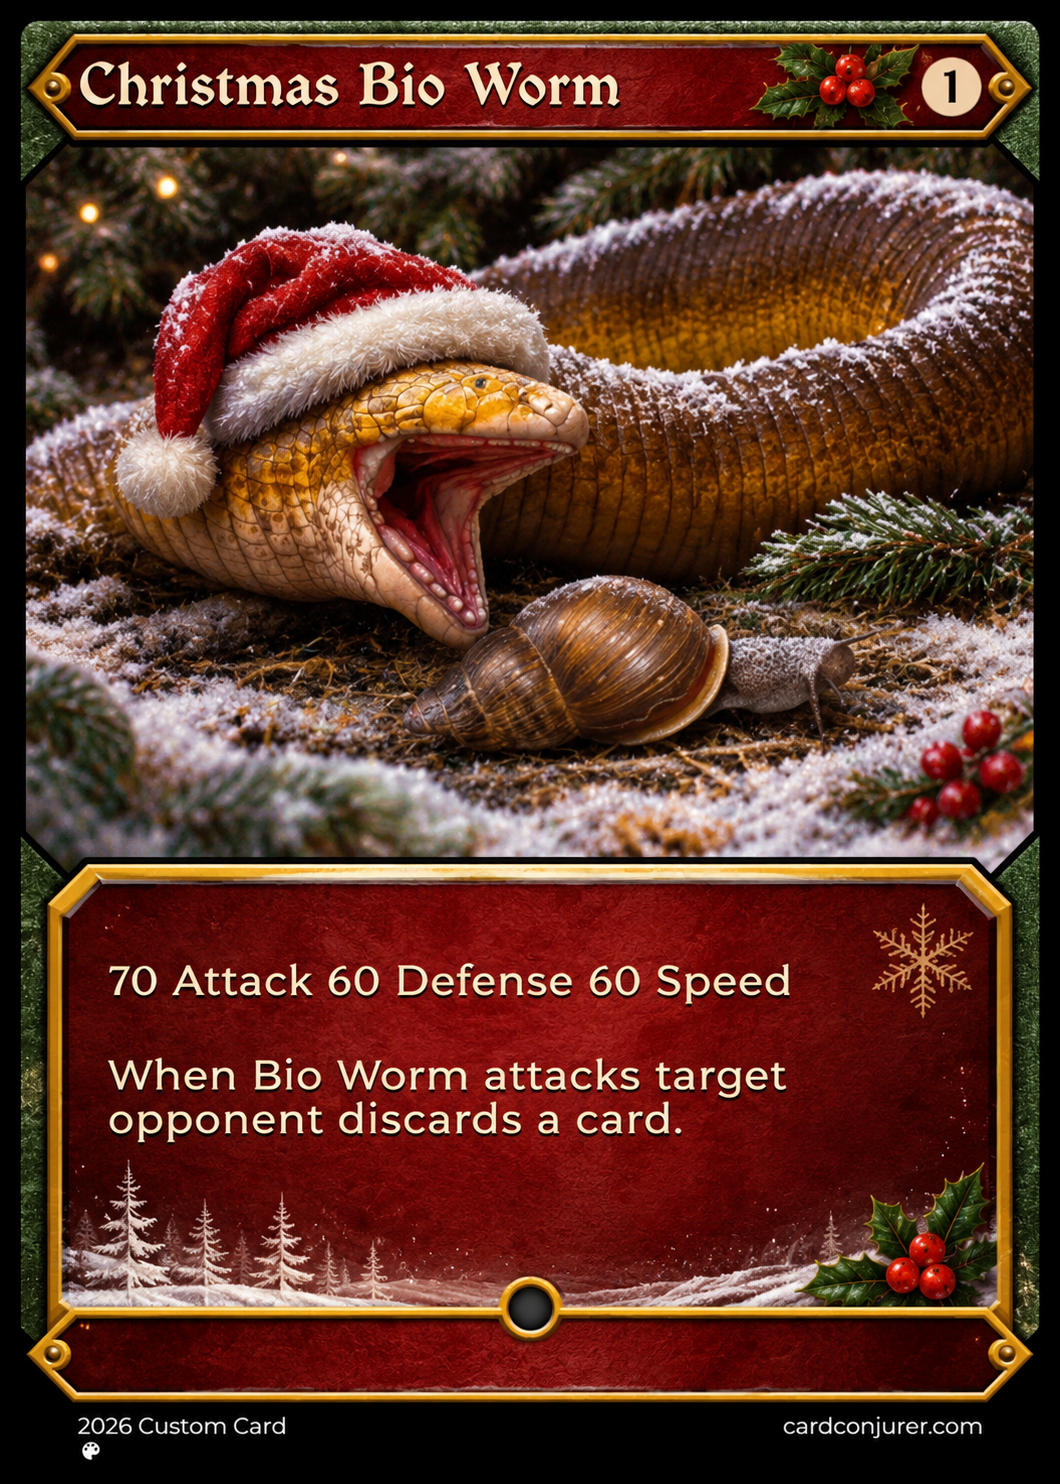 Christmas Bio Worm
1
70 Attack 60 Defense 60 Speed
When Bio Worm attacks target
opponent discards a card.
2026 Custom Card
cardconjurer.com